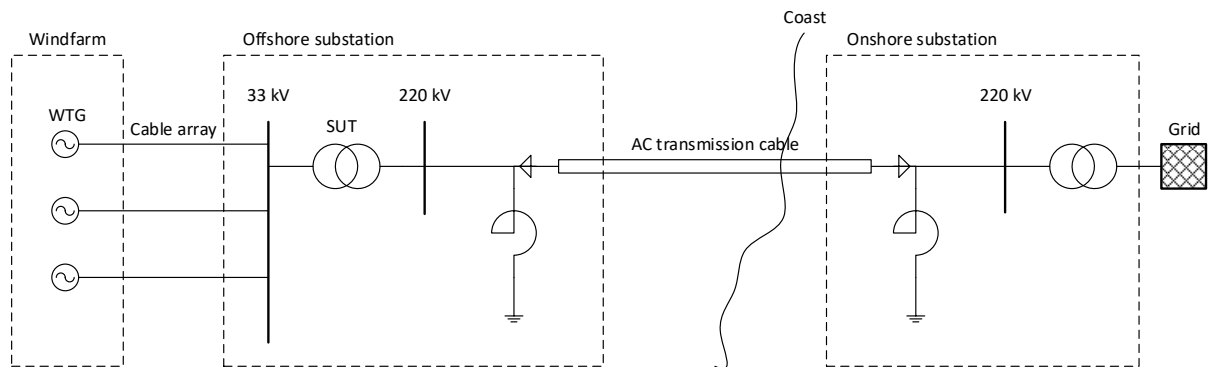 Coast
Windfarm
Offshore substation
Onshore substation
33 kV
220 kV
220 kV
WTG
Cable array
SUT
AC transmission cable
Grid